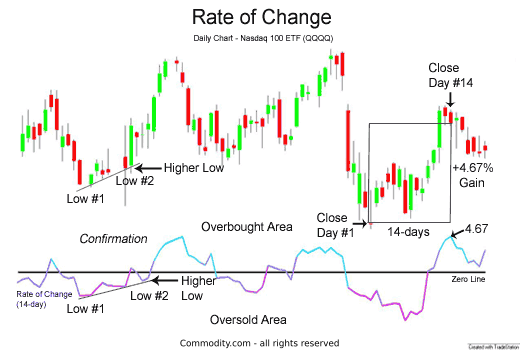 Rate of Change
Daily Chart - Nasdaq 100 ETF (QQQQ)
Close
Day #14
Higher Low
Low #2
Low #1
+4.67%
Gain
Close
Day #1
14-days
4.67
Overbought Area
Confirmation
Zero Line
Rate of Change
(14-day)
Higher
Low
Low #1
Low #2
Oversold Area
Commodity.com - all rights reserved
Created with TradeStation